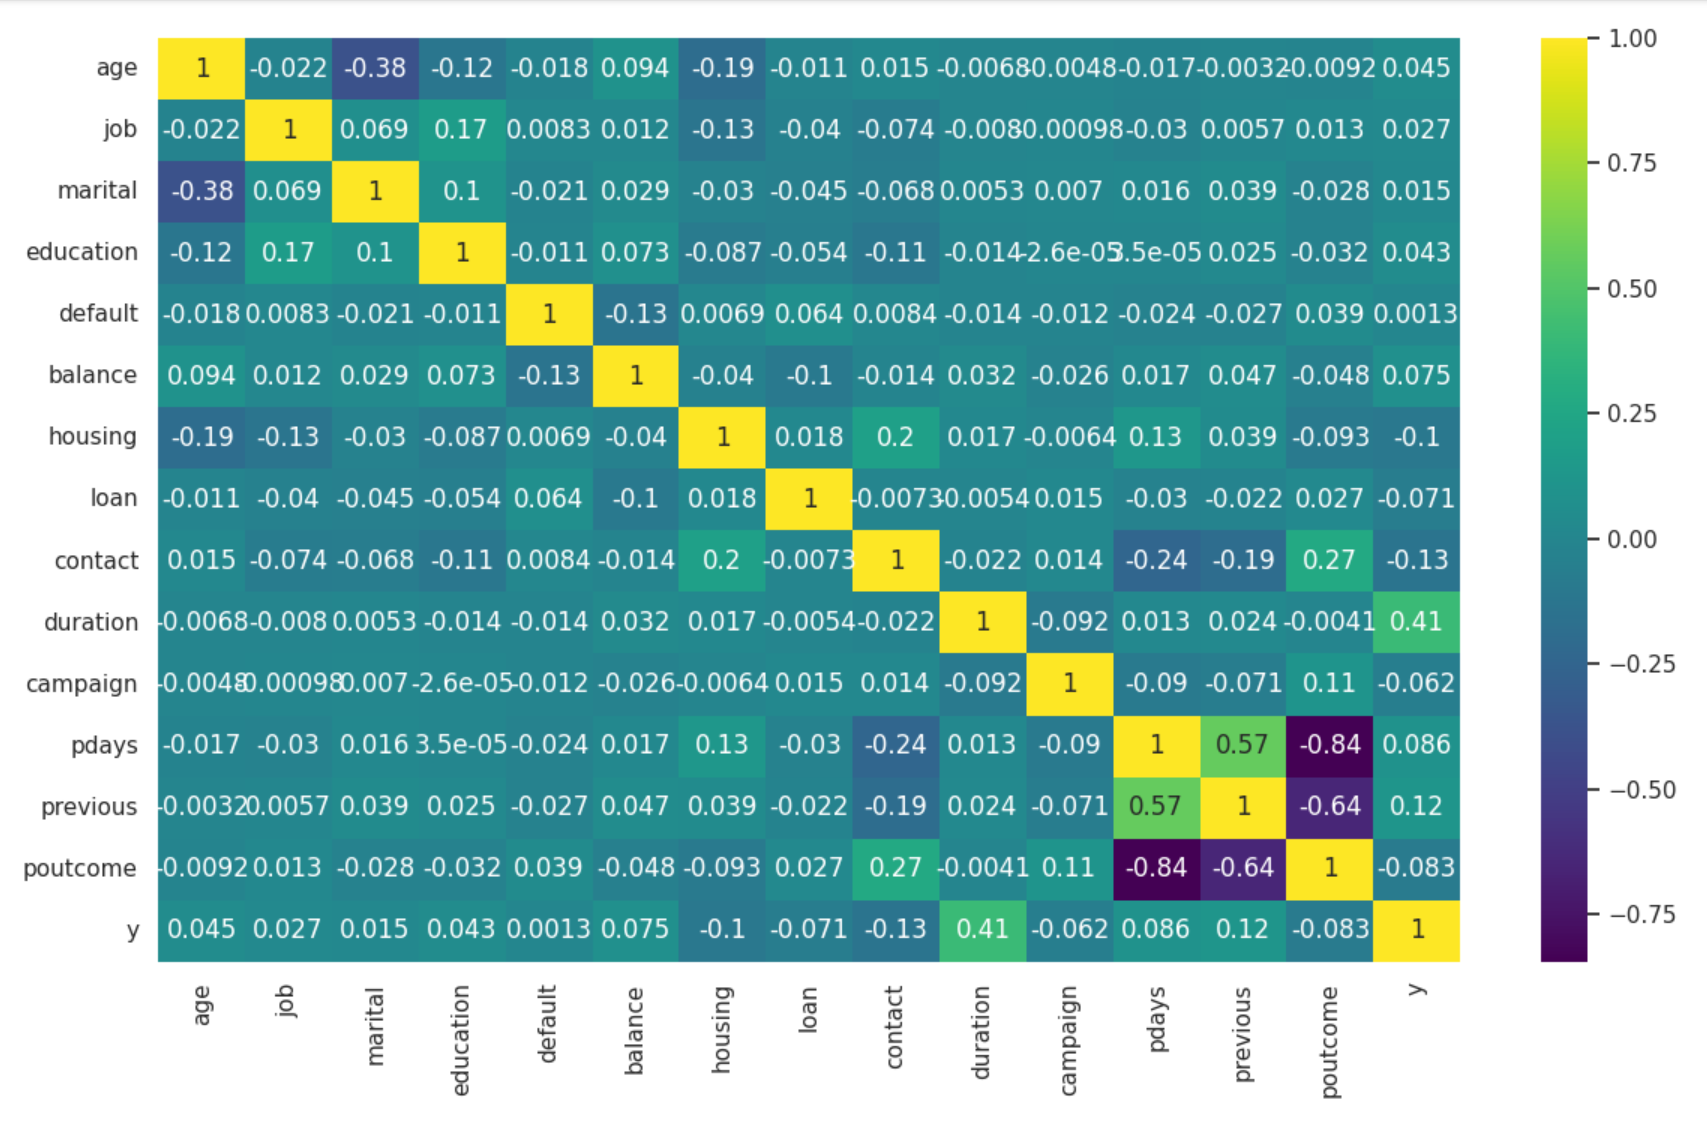 age 1 -0.022 -0.38 -0.12 -0.018 0.094 -0.19 -0.011 0.015 -0.0068 -0.0048 -0.017 -0.0032 -0.0092 0.045
job -0.022 1 0.069 0.17 0.0083 0.012 -0.13 -0.04 -0.074 -0.008 -0.00098 -0.03 0.0057 0.013 0.027
marital -0.38 0.069 1 0.1 -0.021 0.029 -0.03 -0.045 -0.068 0.0053 0.007 0.016 0.039 -0.028 0.015
education -0.12 0.17 0.1 1 -0.011 0.073 -0.087 -0.054 -0.11 -0.014 -2.6e-05 3.5e-05 0.025 -0.032 0.043
default -0.018 0.0083 -0.021 -0.011 1 -0.13 0.0069 0.064 0.0084 -0.014 -0.012 -0.024 -0.027 0.039 0.0013
balance 0.094 0.012 0.029 0.073 -0.13 1 -0.04 -0.1 -0.014 0.032 -0.026 0.017 0.047 -0.048 0.075
housing -0.19 -0.13 -0.03 -0.087 0.0069 -0.04 1 0.018 0.2 0.017 -0.0064 0.13 0.039 -0.093 -0.1
loan -0.011 -0.04 -0.045 -0.054 0.064 -0.1 0.018 1 -0.0073 -0.0054 0.015 -0.03 -0.022 0.027 -0.071
contact 0.015 -0.074 -0.068 -0.11 0.0084 -0.014 0.2 -0.0073 1 -0.022 0.014 -0.24 -0.19 0.27 -0.13
duration -0.0068 -0.008 0.0053 -0.014 -0.014 0.032 0.017 -0.0054 -0.022 1 -0.092 0.013 0.024 -0.0041 0.41
campaign -0.0048 -0.00098 0.007 -2.6e-05 -0.012 -0.026 -0.0064 0.015 0.014 -0.092 1 -0.09 -0.071 0.11 -0.062
pdays -0.017 -0.03 0.016 3.5e-05 -0.024 0.017 0.13 -0.03 -0.24 0.013 -0.09 1 0.57 -0.84 0.086
previous -0.0032 0.0057 0.039 0.025 -0.027 0.047 0.039 -0.022 -0.19 0.024 -0.071 0.57 1 -0.64 0.12
poutcome -0.0092 0.013 -0.028 -0.032 0.039 -0.048 -0.093 0.027 0.27 -0.0041 0.11 -0.84 -0.64 1 -0.083
y 0.045 0.027 0.015 0.043 0.0013 0.075 -0.1 -0.071 -0.13 0.41 -0.062 0.086 0.12 -0.083 1
age job marital education default balance housing loan contact duration campaign pdays previous poutcome y
1.00
0.75
0.50
0.25
0.00
−0.25
−0.50
−0.75